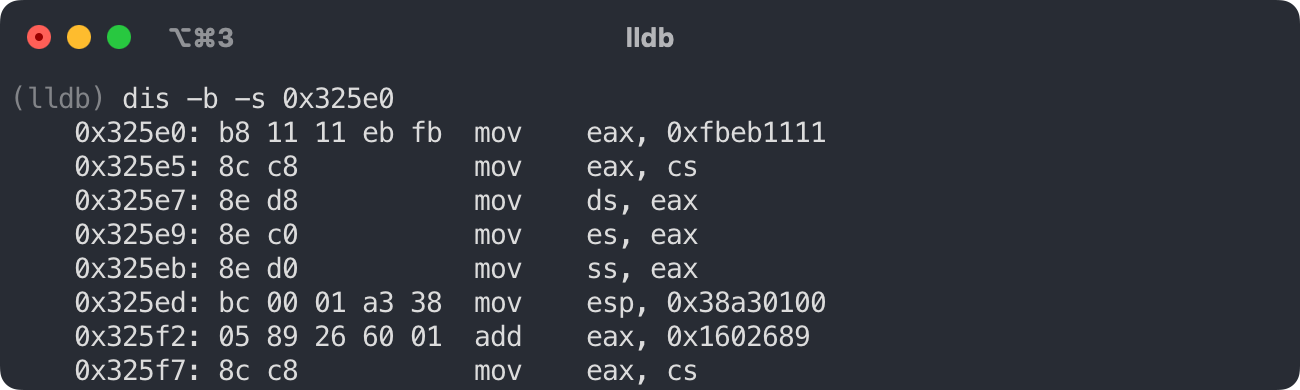 ⌥⌘3 lldb
(lldb) dis -b -s 0x325e0
    0x325e0: b8 11 11 eb fb  mov    eax, 0xfbeb1111
    0x325e5: 8c c8           mov    eax, cs
    0x325e7: 8e d8           mov    ds, eax
    0x325e9: 8e c0           mov    es, eax
    0x325eb: 8e d0           mov    ss, eax
    0x325ed: bc 00 01 a3 38  mov    esp, 0x38a30100
    0x325f2: 05 89 26 60 01  add    eax, 0x1602689
    0x325f7: 8c c8           mov    eax, cs